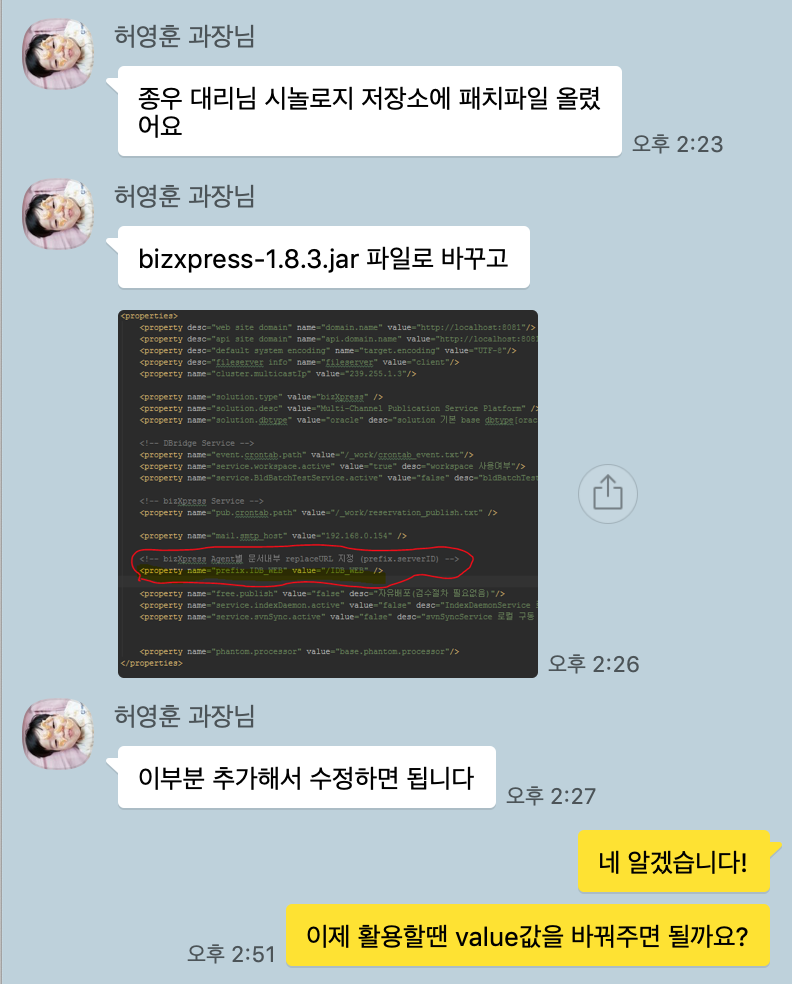 허영훈 과장님
종우 대리님 시놀로지 저장소에 패치파일 올렸
어요
오후 2:23
허영훈 과장님
bizxpress-1.8.3.jar 파일로 바꾸고
<properties>
<property desc="web site domain" name="domain.name" value="http://localhost:8081"/>
<property desc="api site domain" name="api.domain.name" value="http://localhost:808
<property desc="default system encoding" name="target.encoding" value="UTF-8"/>
<property desc="fileserver info" name="fileserver" value="client"/>
<property name="cluster.multicastIp" value="239.255.1.3"/>
<property name="solution.type" value="bizXpress" />
<property name="solution.desc" value="Multi-Channel Publication Service Platform" />
<property name="solution.dbtype" value="oracle" desc="solution 기본 base dbtype[orac
<!-- DBridge Service -->
<property name="event.crontab.path" value="/_work/crontab_event.txt"/>
<property name="service.workspace.active" value="true" desc="workspace 사용여부"/>
<property name="service.BldBatchTestService.active" value="false" desc="bldBatchTest
<!-- bizXpress Service -->
<property name="pub.crontab.path" value="/_work/reservation_publish.txt" />
<property name="mail.smtp_host" value="192.168.0.154" />
<!-- bizXpress Agent별 문서내부 replaceURL 지정 (prefix.serverID) -->
<property name="prefix.IDB_WEB" value="/IDB_WEB" />
<property name="free.publish" value="false" desc="자유배포(검수절차 필요없음)"/>
<property name="service.indexDaemon.active" value="false" desc="IndexDaemonService
<property name="service.svnSync.active" value="false" desc="svnSyncService 로컬 구동
<property name="phantom.processor" value="base.phantom.processor"/>
</properties>
오후 2:26
허영훈 과장님
이부분 추가해서 수정하면 됩니다
오후 2:27
네 알겠습니다!
이제 활용할땐 value값을 바꿔주면 될까요?
오후 2:51